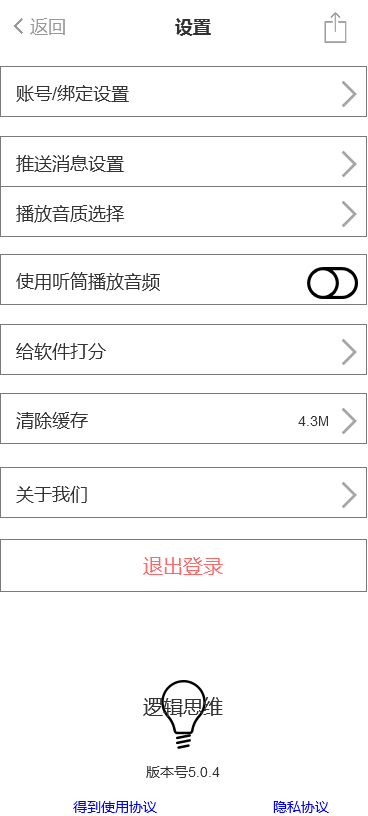 返回 设置
账号/绑定设置
推送消息设置
播放音质选择
使用听筒播放音频
给软件打分
清除缓存 4.3M
关于我们
退出登录
逻辑思维
版本号5.0.4
得到使用协议 隐私协议